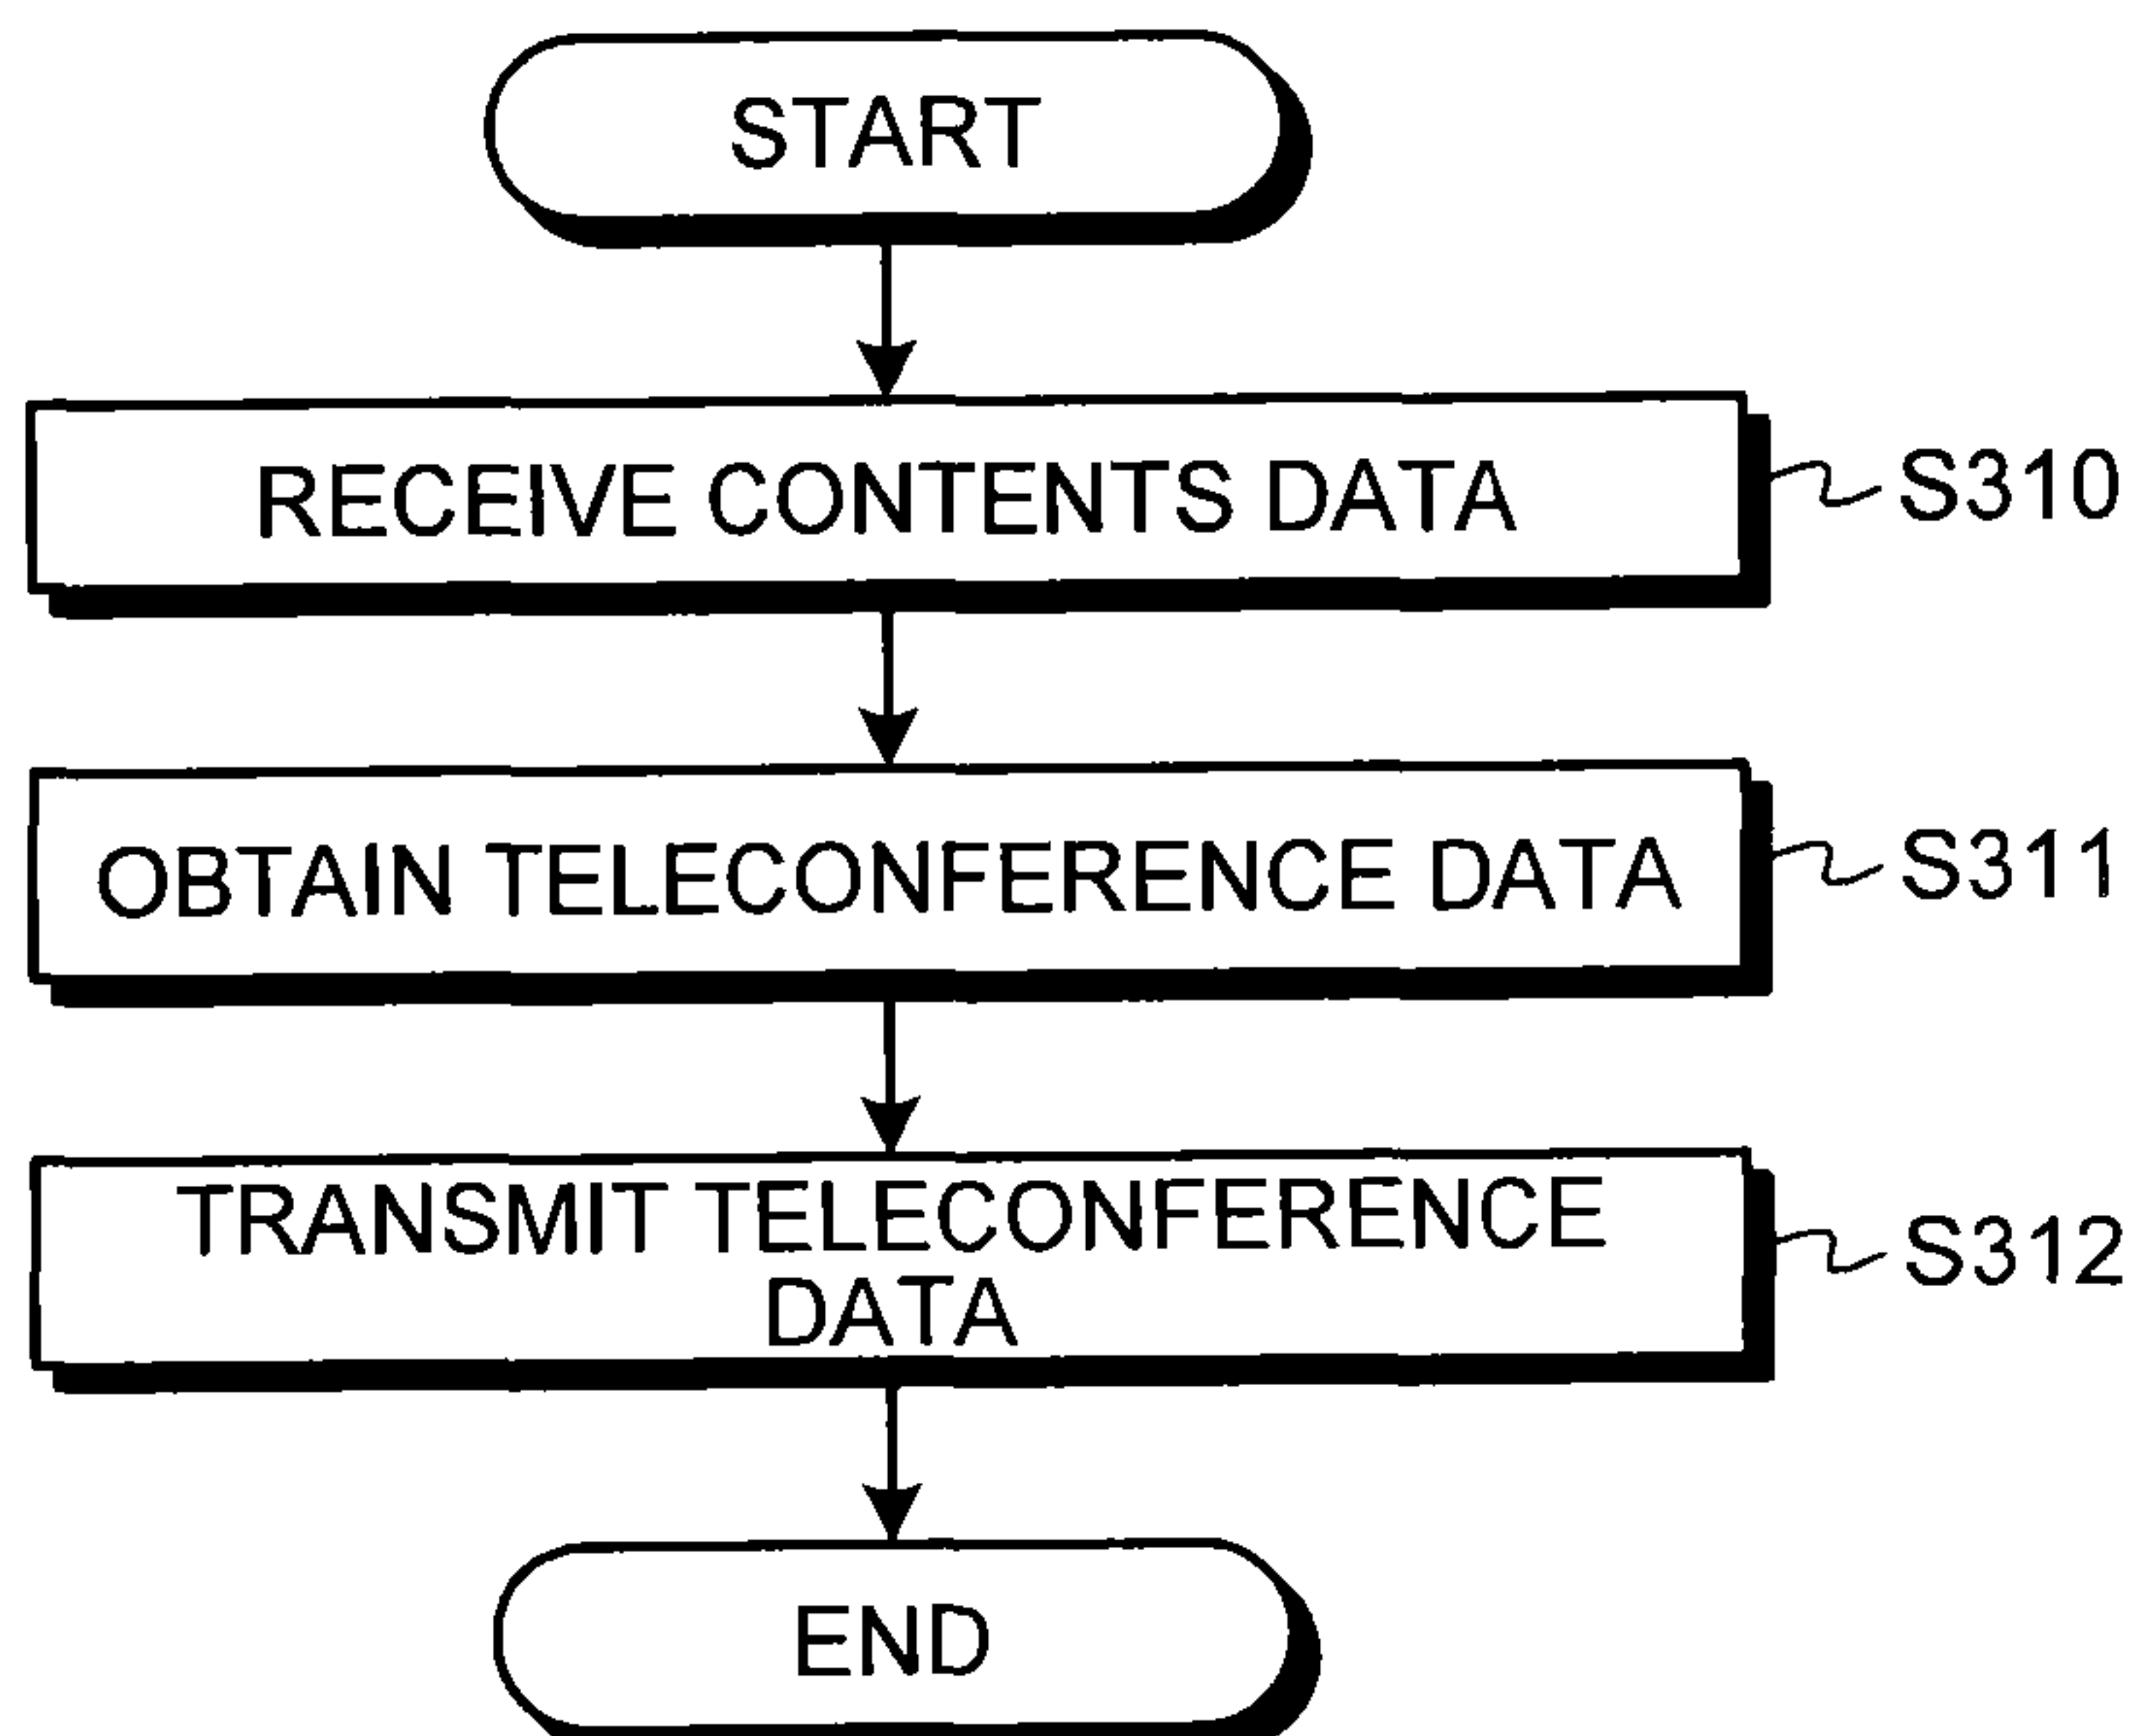 START
RECEIVE CONTENTS DATA
S310
OBTAIN TELECONFERENCE DATA
S311
TRANSMIT TELECONFERENCE
DATA
S312
END